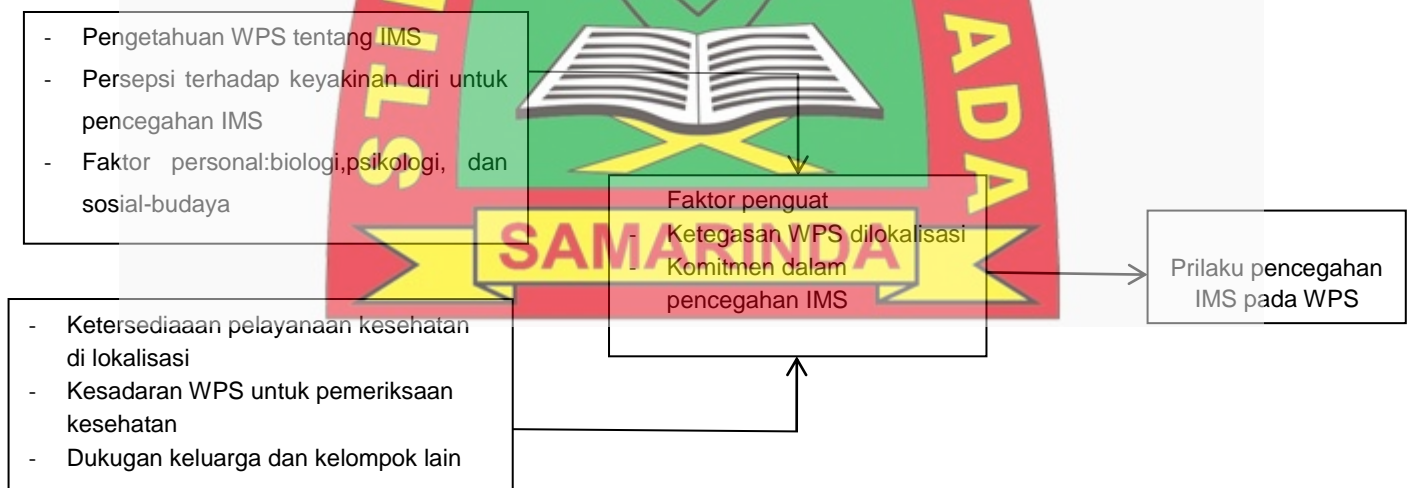 - Pengetahuan WPS tentang IMS
- Persepsi terhadap keyakinan diri untuk
pencegahan IMS
- Faktor personal:biologi,psikologi, dan
sosial-budaya
Faktor penguat
- Ketegasan WPS dilokalisasi
- Komitmen dalam
pencegahan IMS
Prilaku pencegahan
IMS pada WPS
- Ketersediaaan pelayanaan kesehatan
di lokalisasi
- Kesadaran WPS untuk pemeriksaan
kesehatan
- Dukugan keluarga dan kelompok lain
SAMARINDA
ADA